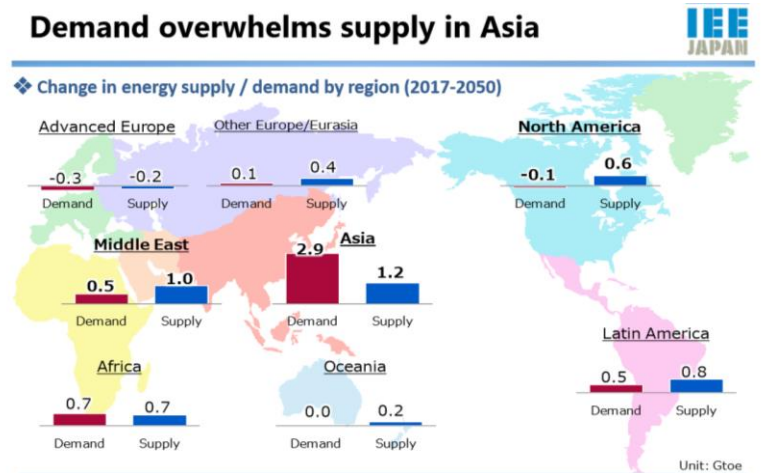 Demand overwhelms supply in Asia
IEE
JAPAN
❖ Change in energy supply / demand by region (2017-2050)
Advanced Europe
-0.3
-0.2
Demand
Supply
Other Europe/Eurasia
0.1
0.4
Demand
Supply
North America
-0.1
0.6
Demand
Supply
Middle East
0.5
1.0
Demand
Supply
Asia
2.9
1.2
Demand
Supply
Latin America
0.5
0.8
Demand
Supply
Africa
0.7
0.7
Demand
Supply
Oceania
0.0
0.2
Demand
Supply
Unit: Gtoe